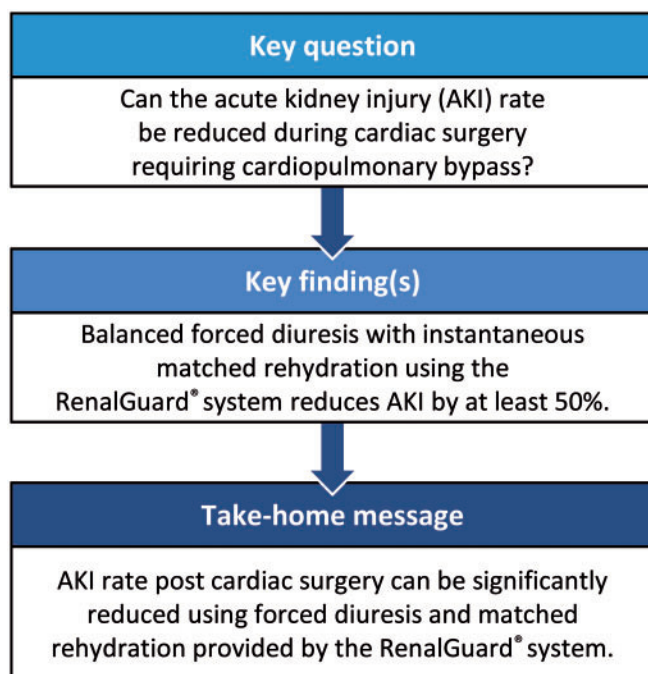 Key question
Can the acute kidney injury (AKI) rate
be reduced during cardiac surgery
requiring cardiopulmonary bypass?
Key finding(s)
Balanced forced diuresis with instantaneous
matched rehydration using the
RenalGuard® system reduces AKI by at least 50%.
Take-home message
AKI rate post cardiac surgery can be significantly
reduced using forced diuresis and matched
rehydration provided by the RenalGuard® system.